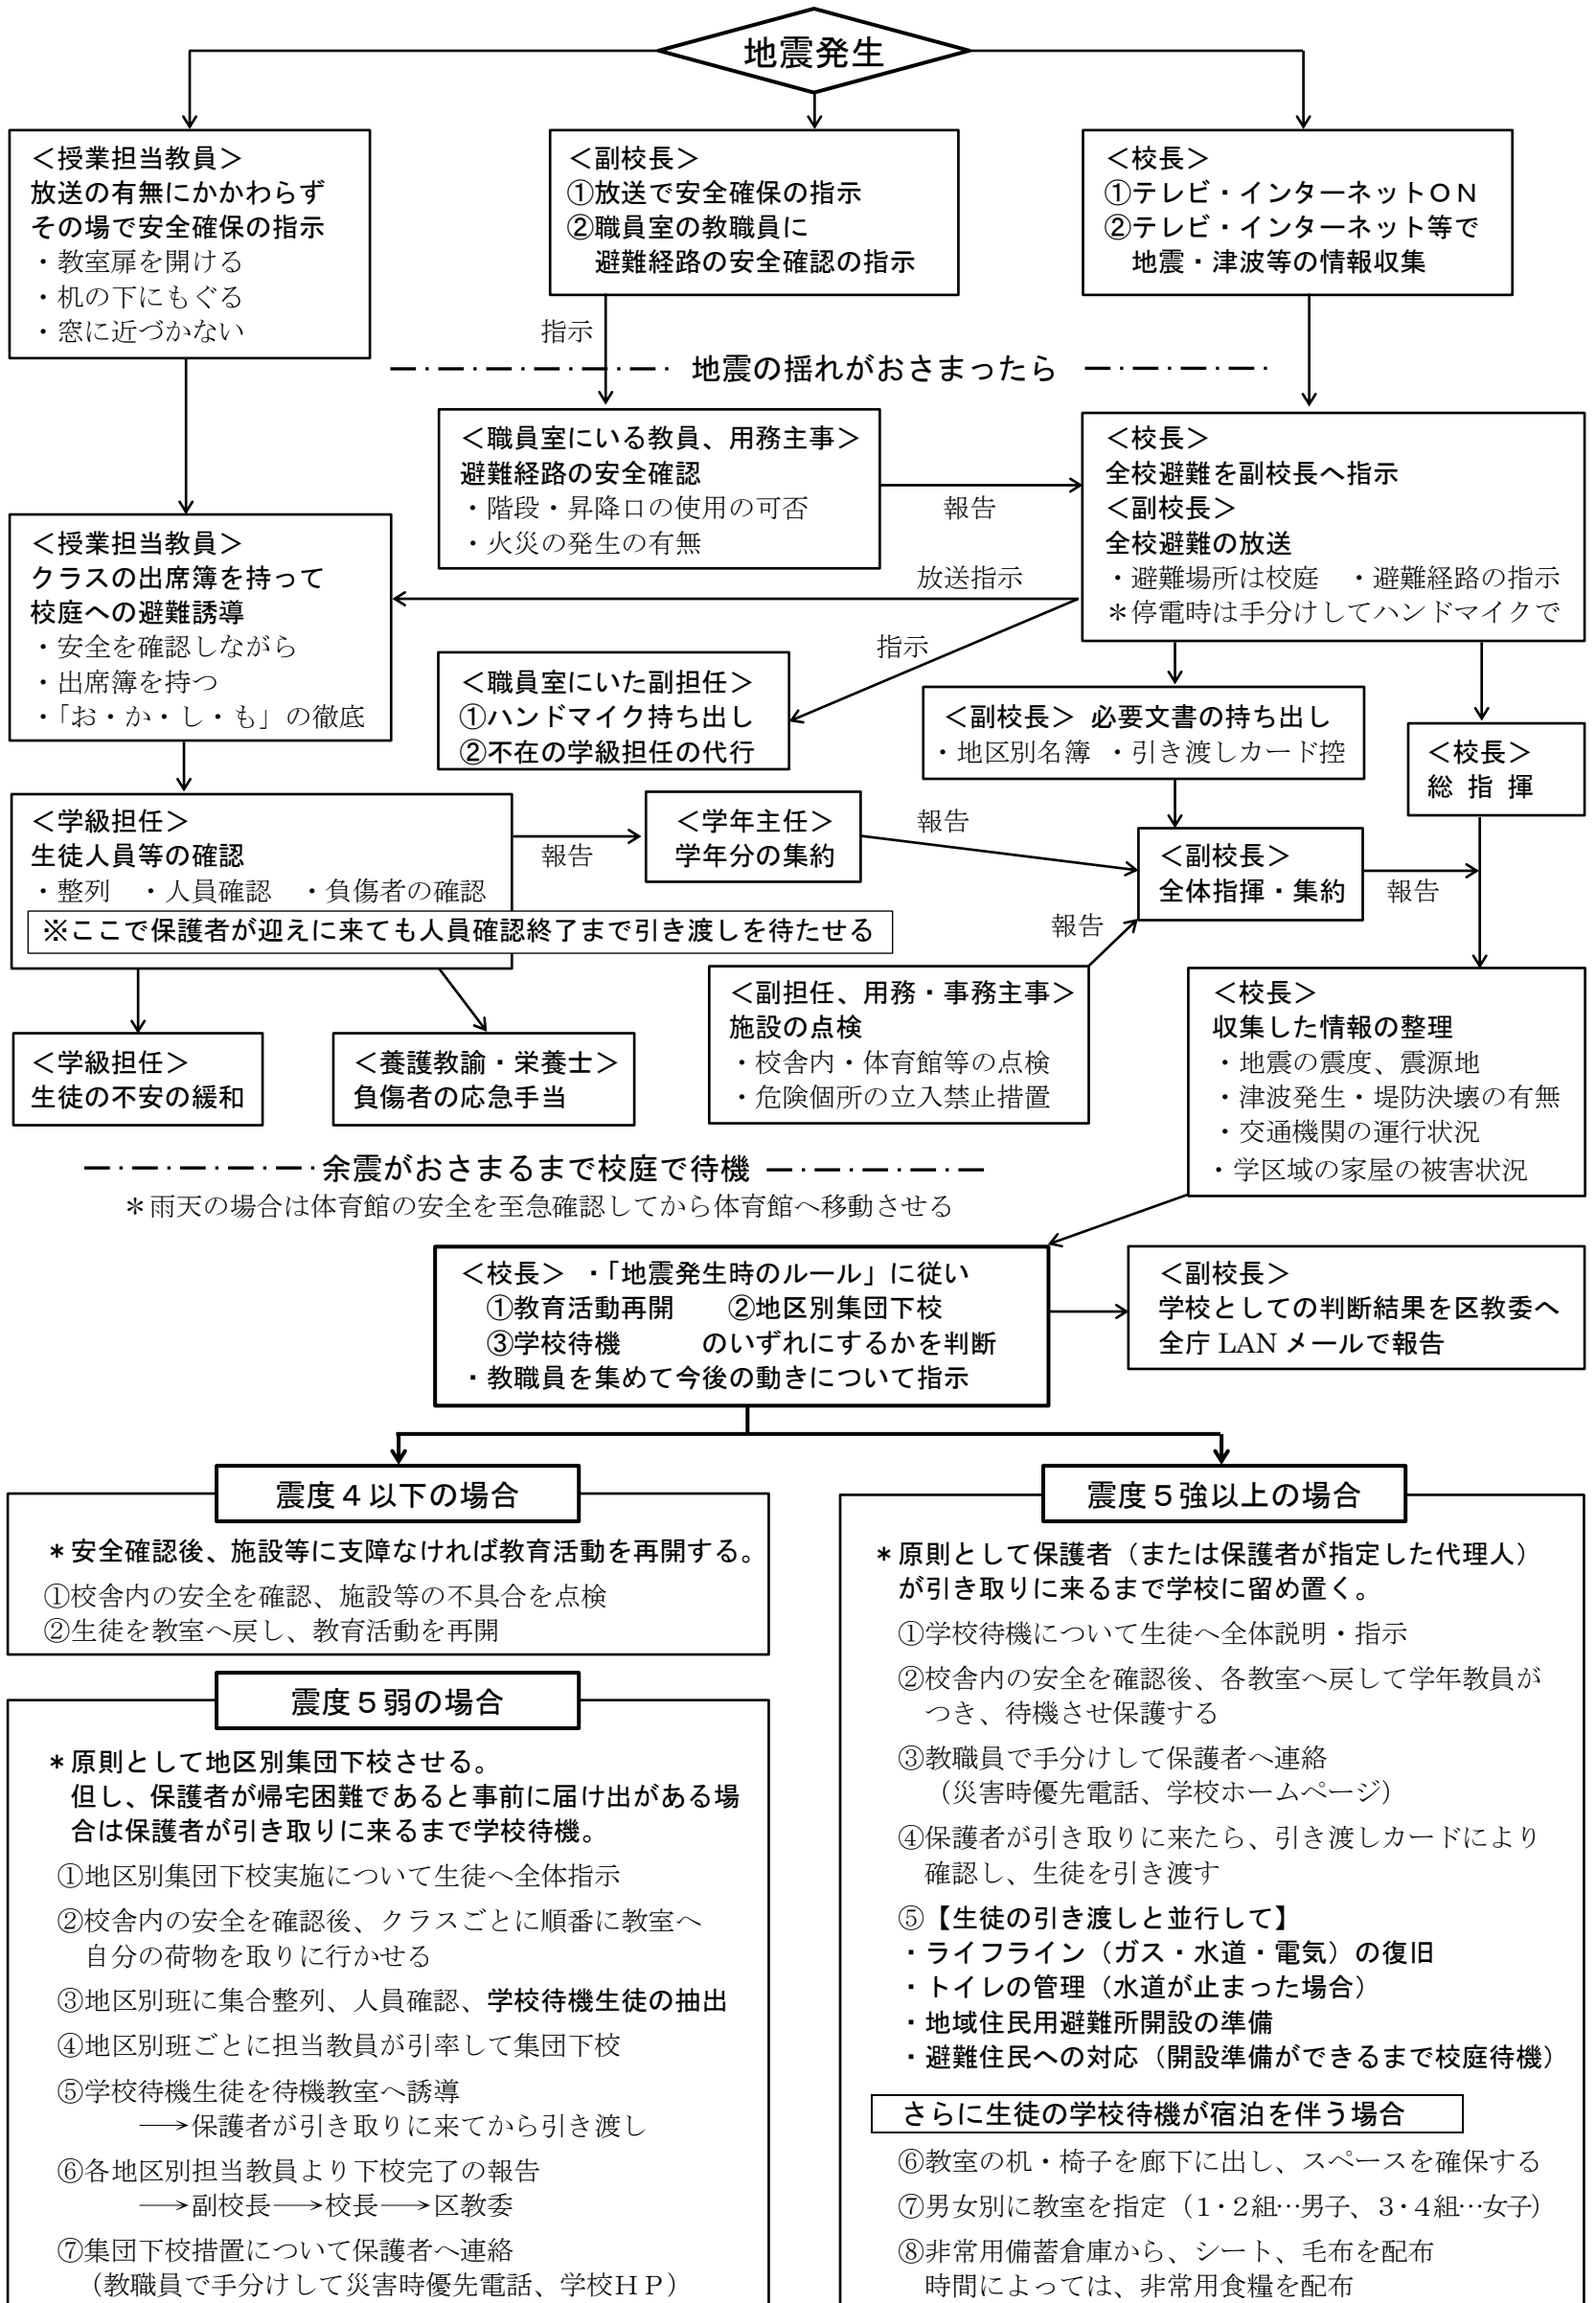 地震発生
＜授業担当教員＞
放送の有無にかかわらず
その場で安全確保の指示
・教室扉を開ける
・机の下にもぐる
・窓に近づかない
＜副校長＞
①放送で安全確保の指示
②職員室の教職員に
避難経路の安全確認の指示
＜校長＞
①テレビ・インターネットＯＮ
②テレビ・インターネット等で
地震・津波等の情報収集
指示
地震の揺れがおさまったら
＜職員室にいる教員、用務主事＞
避難経路の安全確認
・階段・昇降口の使用の可否
・火災の発生の有無
報告
＜校長＞
全校避難を副校長へ指示
＜副校長＞
全校避難の放送
・避難場所は校庭　・避難経路の指示
＊停電時は手分けしてハンドマイクで
放送指示
＜授業担当教員＞
クラスの出席簿を持って
校庭への避難誘導
・安全を確認しながら
・出席簿を持つ
・「お・か・し・も」の徹底
指示
＜職員室にいた副担任＞
①ハンドマイク持ち出し
②不在の学級担任の代行
＜副校長＞ 必要文書の持ち出し
・地区別名簿 ・引き渡しカード控
＜校長＞
総 指 揮
＜学級担任＞
生徒人員等の確認
・整列　・人員確認　・負傷者の確認
※ここで保護者が迎えに来ても人員確認終了まで引き渡しを待たせる
報告
＜学年主任＞
学年分の集約
報告
＜副校長＞
全体指揮・集約
報告
報告
＜学級担任＞
生徒の不安の緩和
＜養護教諭・栄養士＞
負傷者の応急手当
＜副担任、用務・事務主事＞
施設の点検
・校舎内・体育館等の点検
・危険個所の立入禁止措置
＜校長＞
収集した情報の整理
・地震の震度、震源地
・津波発生・堤防決壊の有無
・交通機関の運行状況
・学区域の家屋の被害状況
余震がおさまるまで校庭で待機
＊雨天の場合は体育館の安全を至急確認してから体育館へ移動させる
＜校長＞ ・「地震発生時のルール」に従い
①教育活動再開　　②地区別集団下校
③学校待機　　　のいずれにするかを判断
・教職員を集めて今後の動きについて指示
＜副校長＞
学校としての判断結果を区教委へ
全庁 LAN メールで報告
震度４以下の場合
＊安全確認後、施設等に支障なければ教育活動を再開する。
①校舎内の安全を確認、施設等の不具合を点検
②生徒を教室へ戻し、教育活動を再開
震度５弱の場合
＊原則として地区別集団下校させる。
但し、保護者が帰宅困難であると事前に届け出がある場
合は保護者が引き取りに来るまで学校待機。
①地区別集団下校実施について生徒へ全体指示
②校舎内の安全を確認後、クラスごとに順番に教室へ
自分の荷物を取りに行かせる
③地区別班に集合整列、人員確認、学校待機生徒の抽出
④地区別班ごとに担当教員が引率して集団下校
⑤学校待機生徒を待機教室へ誘導
―→保護者が引き取りに来てから引き渡し
⑥各地区別担当教員より下校完了の報告
―→副校長―→校長―→区教委
⑦集団下校措置について保護者へ連絡
（教職員で手分けして災害時優先電話、学校ＨＰ）
震度５強以上の場合
＊原則として保護者（または保護者が指定した代理人）
が引き取りに来るまで学校に留め置く。
①学校待機について生徒へ全体説明・指示
②校舎内の安全を確認後、各教室へ戻して学年教員が
つき、待機させ保護する
③教職員で手分けして保護者へ連絡
（災害時優先電話、学校ホームページ）
④保護者が引き取りに来たら、引き渡しカードにより
確認し、生徒を引き渡す
⑤【生徒の引き渡しと並行して】
・ライフライン（ガス・水道・電気）の復旧
・トイレの管理（水道が止まった場合）
・地域住民用避難所開設の準備
・避難住民への対応（開設準備ができるまで校庭待機）
さらに生徒の学校待機が宿泊を伴う場合
⑥教室の机・椅子を廊下に出し、スペースを確保する
⑦男女別に教室を指定（1・2組…男子、3・4組…女子）
⑧非常用備蓄倉庫から、シート、毛布を配布
時間によっては、非常用食糧を配布